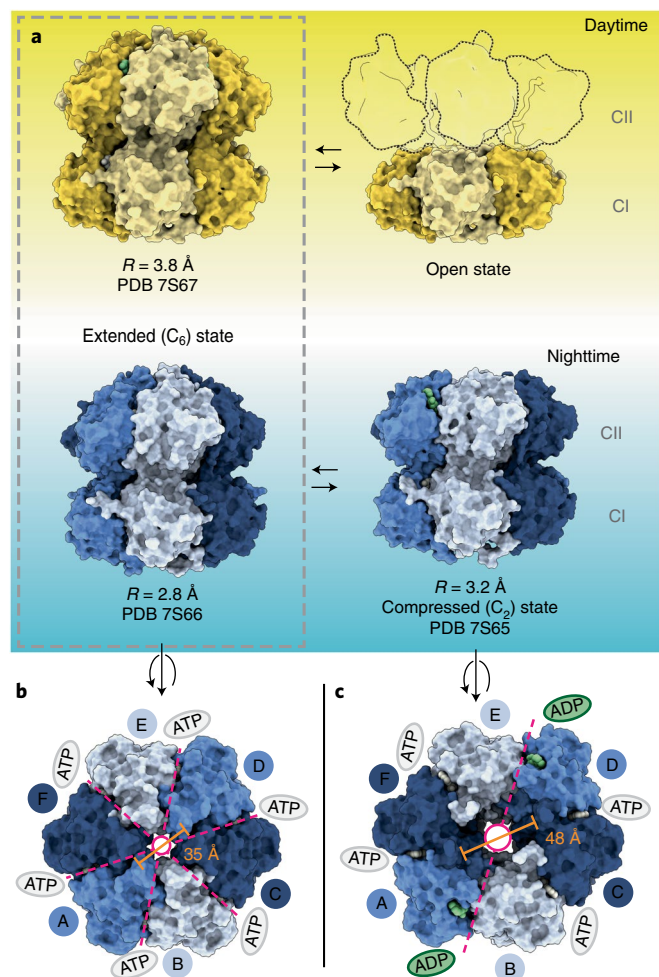 a
Daytime
CII
CI
R = 3.8 Å
PDB 7S67
Open state
Extended (C₆) state
Nighttime
CII
CI
R = 2.8 Å
PDB 7S66
R = 3.2 Å
Compressed (C₂) state
PDB 7S65
b
E
ATP
ATP
D
F
ATP
35 Å
ATP
A
C
ATP
B
ATP
c
E
ADP
ATP
D
F
ATP
48 Å
ATP
A
C
ADP
B
ATP